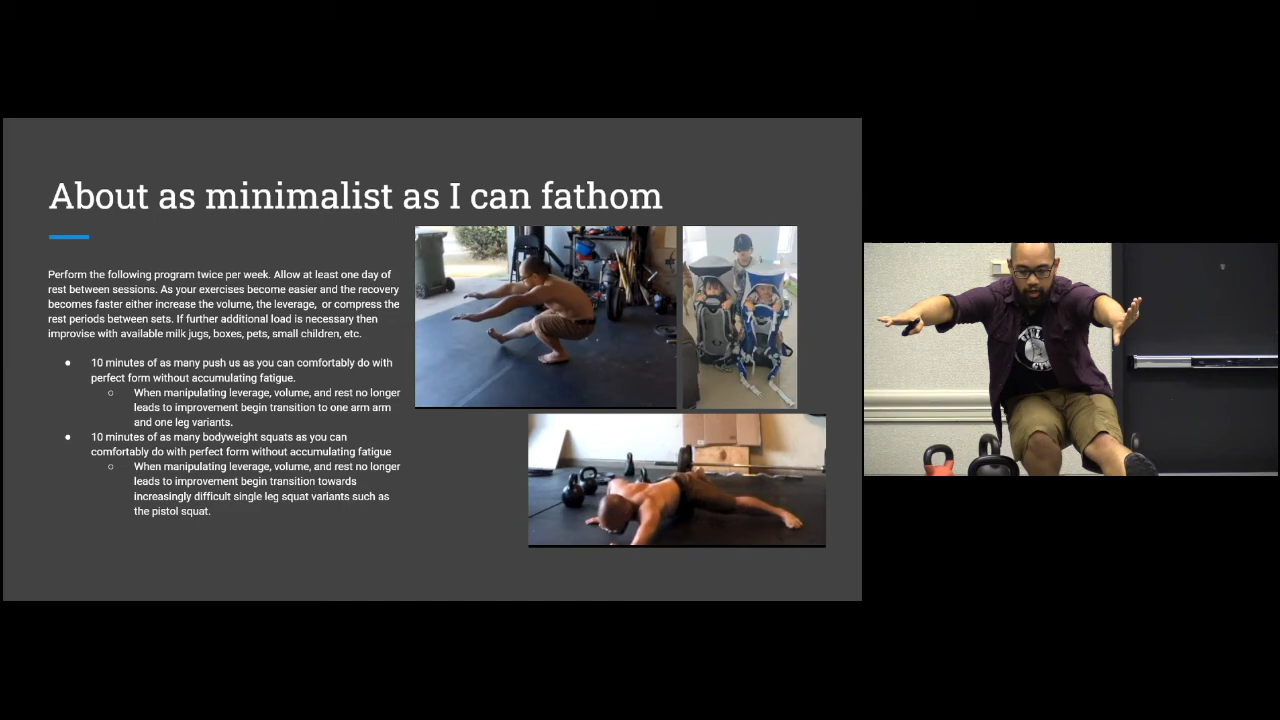 About as minimalist as I can fathom
Perform the following program twice per week. Allow at least one day of
rest between sessions. As your exercises become easier and the recovery
becomes faster either increase the volume, the leverage, or compress the
rest periods between sets. If further additional load is necessary then
improvise with available milk jugs, boxes, pets, small children, etc.
● 10 minutes of as many push us as you can comfortably do with
perfect form without accumulating fatigue.
○ When manipulating leverage, volume, and rest no longer
leads to improvement begin transition to one arm arm
and one leg variants.
● 10 minutes of as many bodyweight squats as you can
comfortably do with perfect form without accumulating fatigue
○ When manipulating leverage, volume, and rest no longer
leads to improvement begin transition towards
increasingly difficult single leg squat variants such as
the pistol squat.